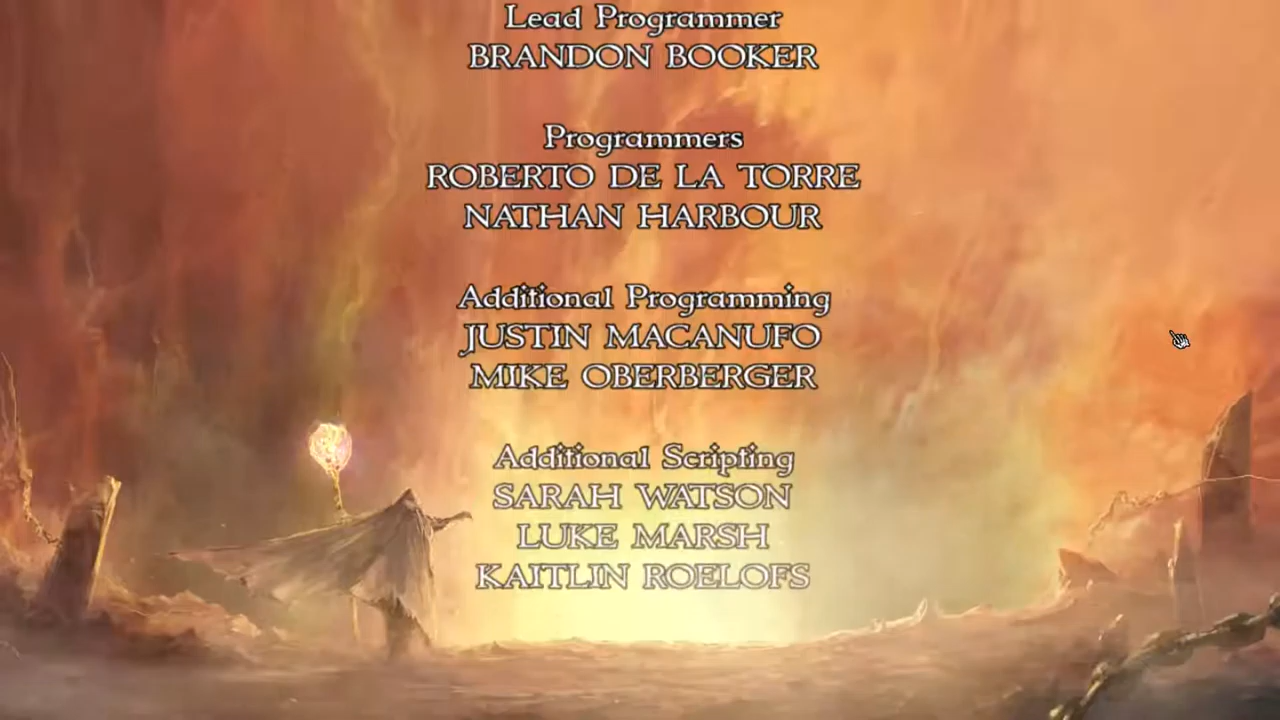 Lead Programmer
BRANDON BOOKER
Programmers
ROBERTO DE LA TORRE
NATHAN HARBOUR
Additional Programming
JUSTIN MACANUFO
MIKE OBERBERGER
Additional Scripting
SARAH WATSON
LUKE MARSH
KAITLIN ROELOFS